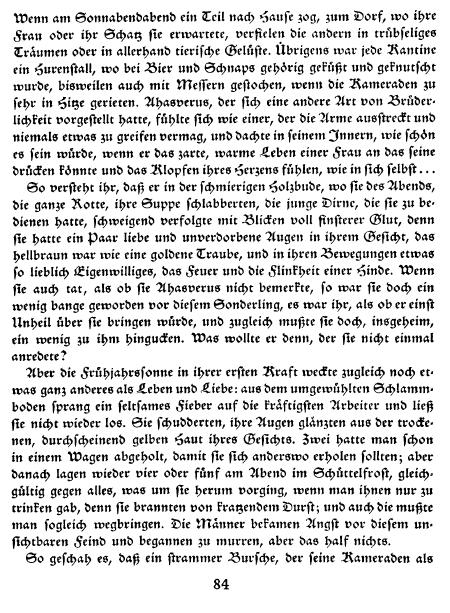 Wenn am Sonnabendabend ein Teil nach Hause zog, zum Dorf, wo ihre
Frau oder ihr Schatz sie erwartete, verfielen die andern in trübseliges
Träumen oder in allerhand tierische Gelüste. Übrigens war jede Kantine
ein Hurenstall, wo bei Bier und Schnaps gehörig geküßt und geknutscht
wurde, bisweilen auch mit Messern gestochen, wenn die Kameraden zu
sehr in Hitze gerieten. Ahasverus, der sich eine andere Art von Brüder-
lichkeit vorgestellt hatte, fühlte sich wie einer, der die Arme ausstreckt und
niemals etwas zu greifen vermag, und dachte in seinem Innern, wie schön
es sein würde, wenn er das zarte, warme Leben einer Frau an das seine
drücken könnte und das Klopfen ihres Herzens fühlen, wie in sich selbst...
So versteht ihr, daß er in der schmierigen Holzbude, wo sie des Abends,
die ganze Rotte, ihre Suppe schlabberten, die junge Dirne, die sie zu be-
dienen hatte, schweigend verfolgte mit Blicken voll finsterer Glut, denn
sie hatte ein Paar liebe und unverdorbene Augen in ihrem Gesicht, das
hellbraun war wie eine goldene Traube, und in ihren Bewegungen etwas
so lieblich Eigenwilliges, das Feuer und die Flinkheit einer Hinde. Wenn
sie auch tat, als ob sie Ahasverus nicht bemerkte, so war sie doch ein
wenig bange geworden vor diesem Sonderling, es war ihr, als ob er einst
Unheil über sie bringen würde, und zugleich mußte sie doch, insgeheim,
ein wenig zu ihm hingucken. Was wollte er denn, der sie nicht einmal
anredete?
Aber die Frühjahrssonne in ihrer ersten Kraft weckte zugleich noch et-
was ganz anderes als Leben und Liebe: aus dem umgewühlten Schlamm-
boden sprang ein seltsames Fieber auf die kräftigsten Arbeiter und ließ
sie nicht wieder los. Sie schudderten, ihre Augen glänzten aus der trocke-
nen, durchscheinend gelben Haut ihres Gesichts. Zwei hatte man schon
in einem Wagen abgeholt, damit sie sich anderswo erholen sollten; aber
danach lagen wieder vier oder fünf am Abend im Schüttelfrost, gleich-
gültig gegen alles, was um sie herum vorging, wenn man ihnen nur zu
trinken gab, denn sie brannten von kratzendem Durst; und auch die mußte
man sogleich wegbringen. Die Männer bekamen Angst vor diesem un-
sichtbaren Feind und begannen zu murren, aber das half nichts.
So geschah es, daß ein strammer Bursche, der seine Kameraden als
84